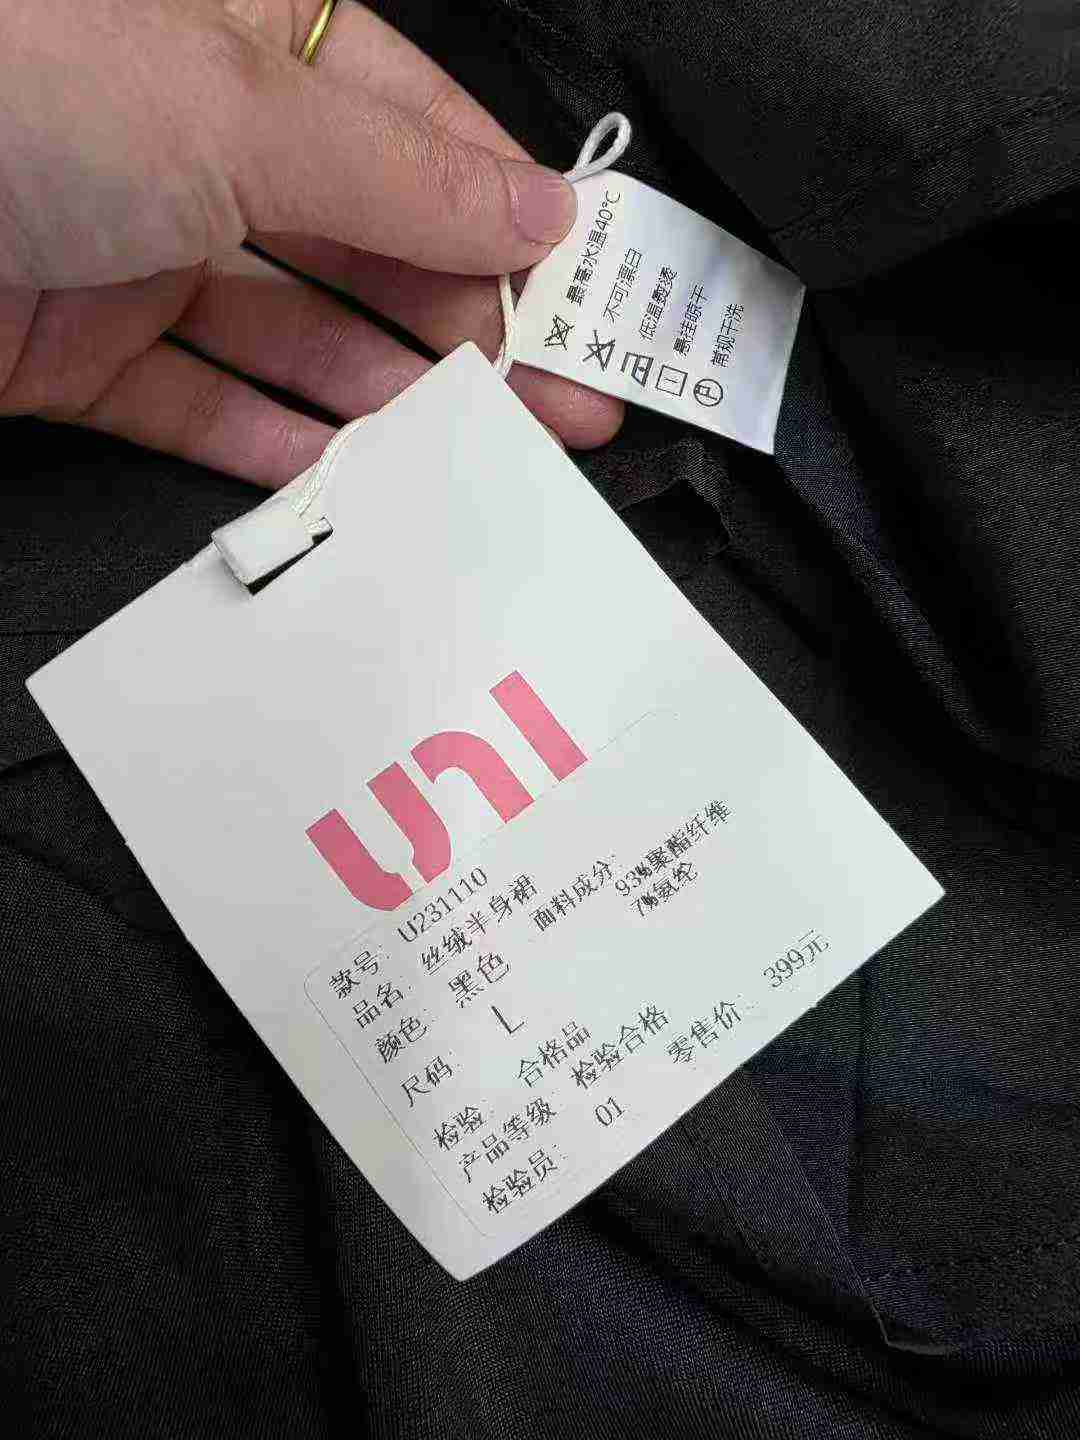 最高水温40℃
不可漂白
低温熨烫
悬挂晾干
常规干洗
unı
款号: U231110
品名: 丝绒半身裙
颜色: 黑色
面料成分: 93%聚酯纤维
7%氨纶
尺码: L
检验: 合格品
产品等级: 检验合格
检验员: 01
零售价: 399元